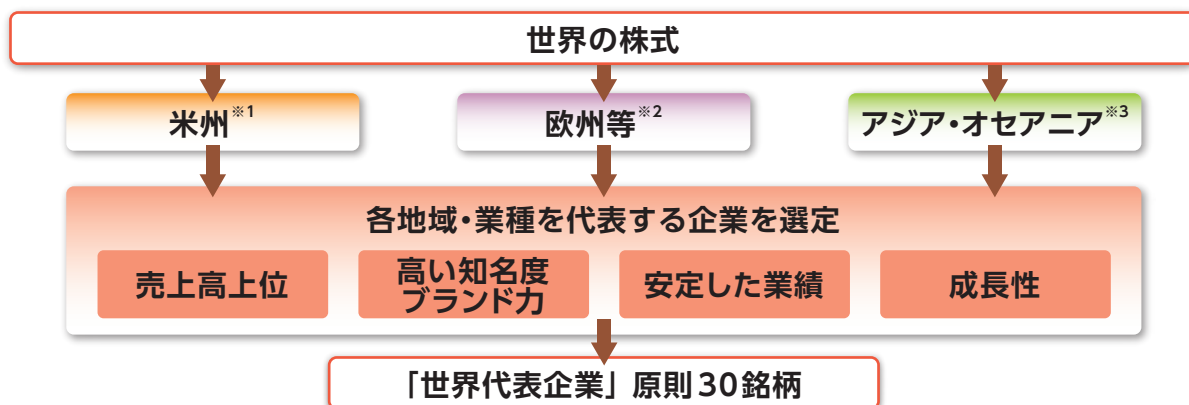 世界の株式
米州※1
欧州等※2
アジア・オセアニア※3
各地域・業種を代表する企業を選定
売上高上位
高い知名度
ブランド力
安定した業績
成長性
「世界代表企業」原則30銘柄